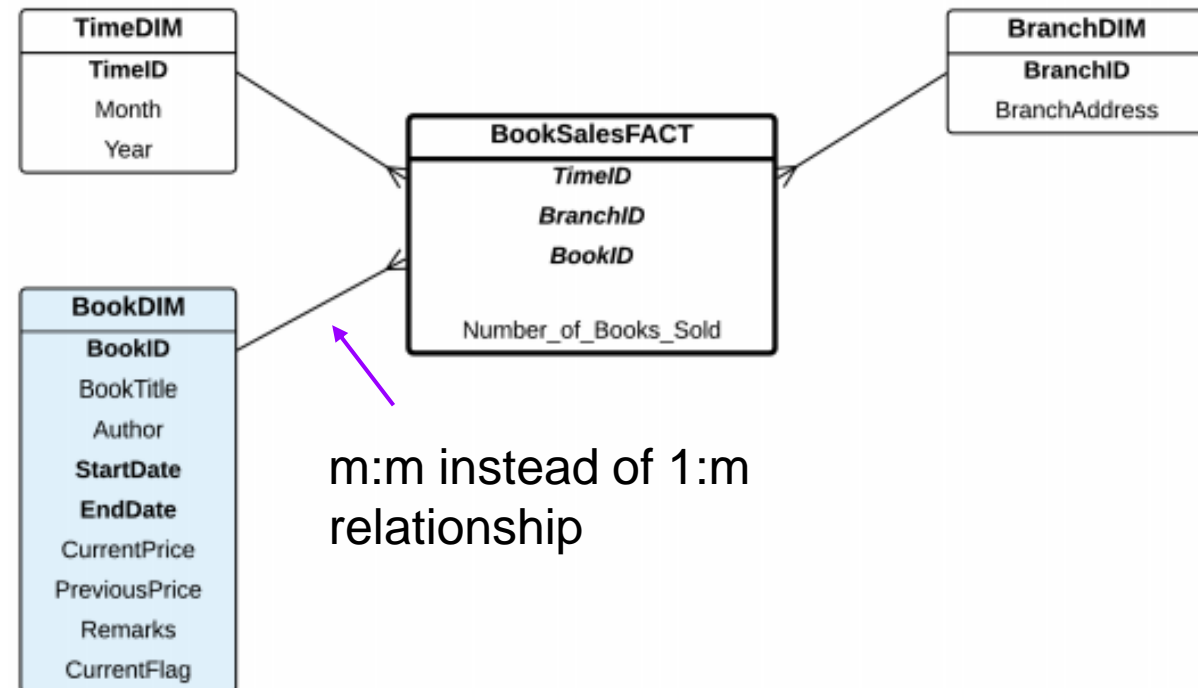 TimeDIM
TimeID
Month
Year
BranchDIM
BranchID
BranchAddress
BookSalesFACT
TimeID
BranchID
BookID
Number_of_Books_Sold
BookDIM
BookID
BookTitle
Author
StartDate
EndDate
CurrentPrice
PreviousPrice
Remarks
CurrentFlag
m:m instead of 1:m
relationship